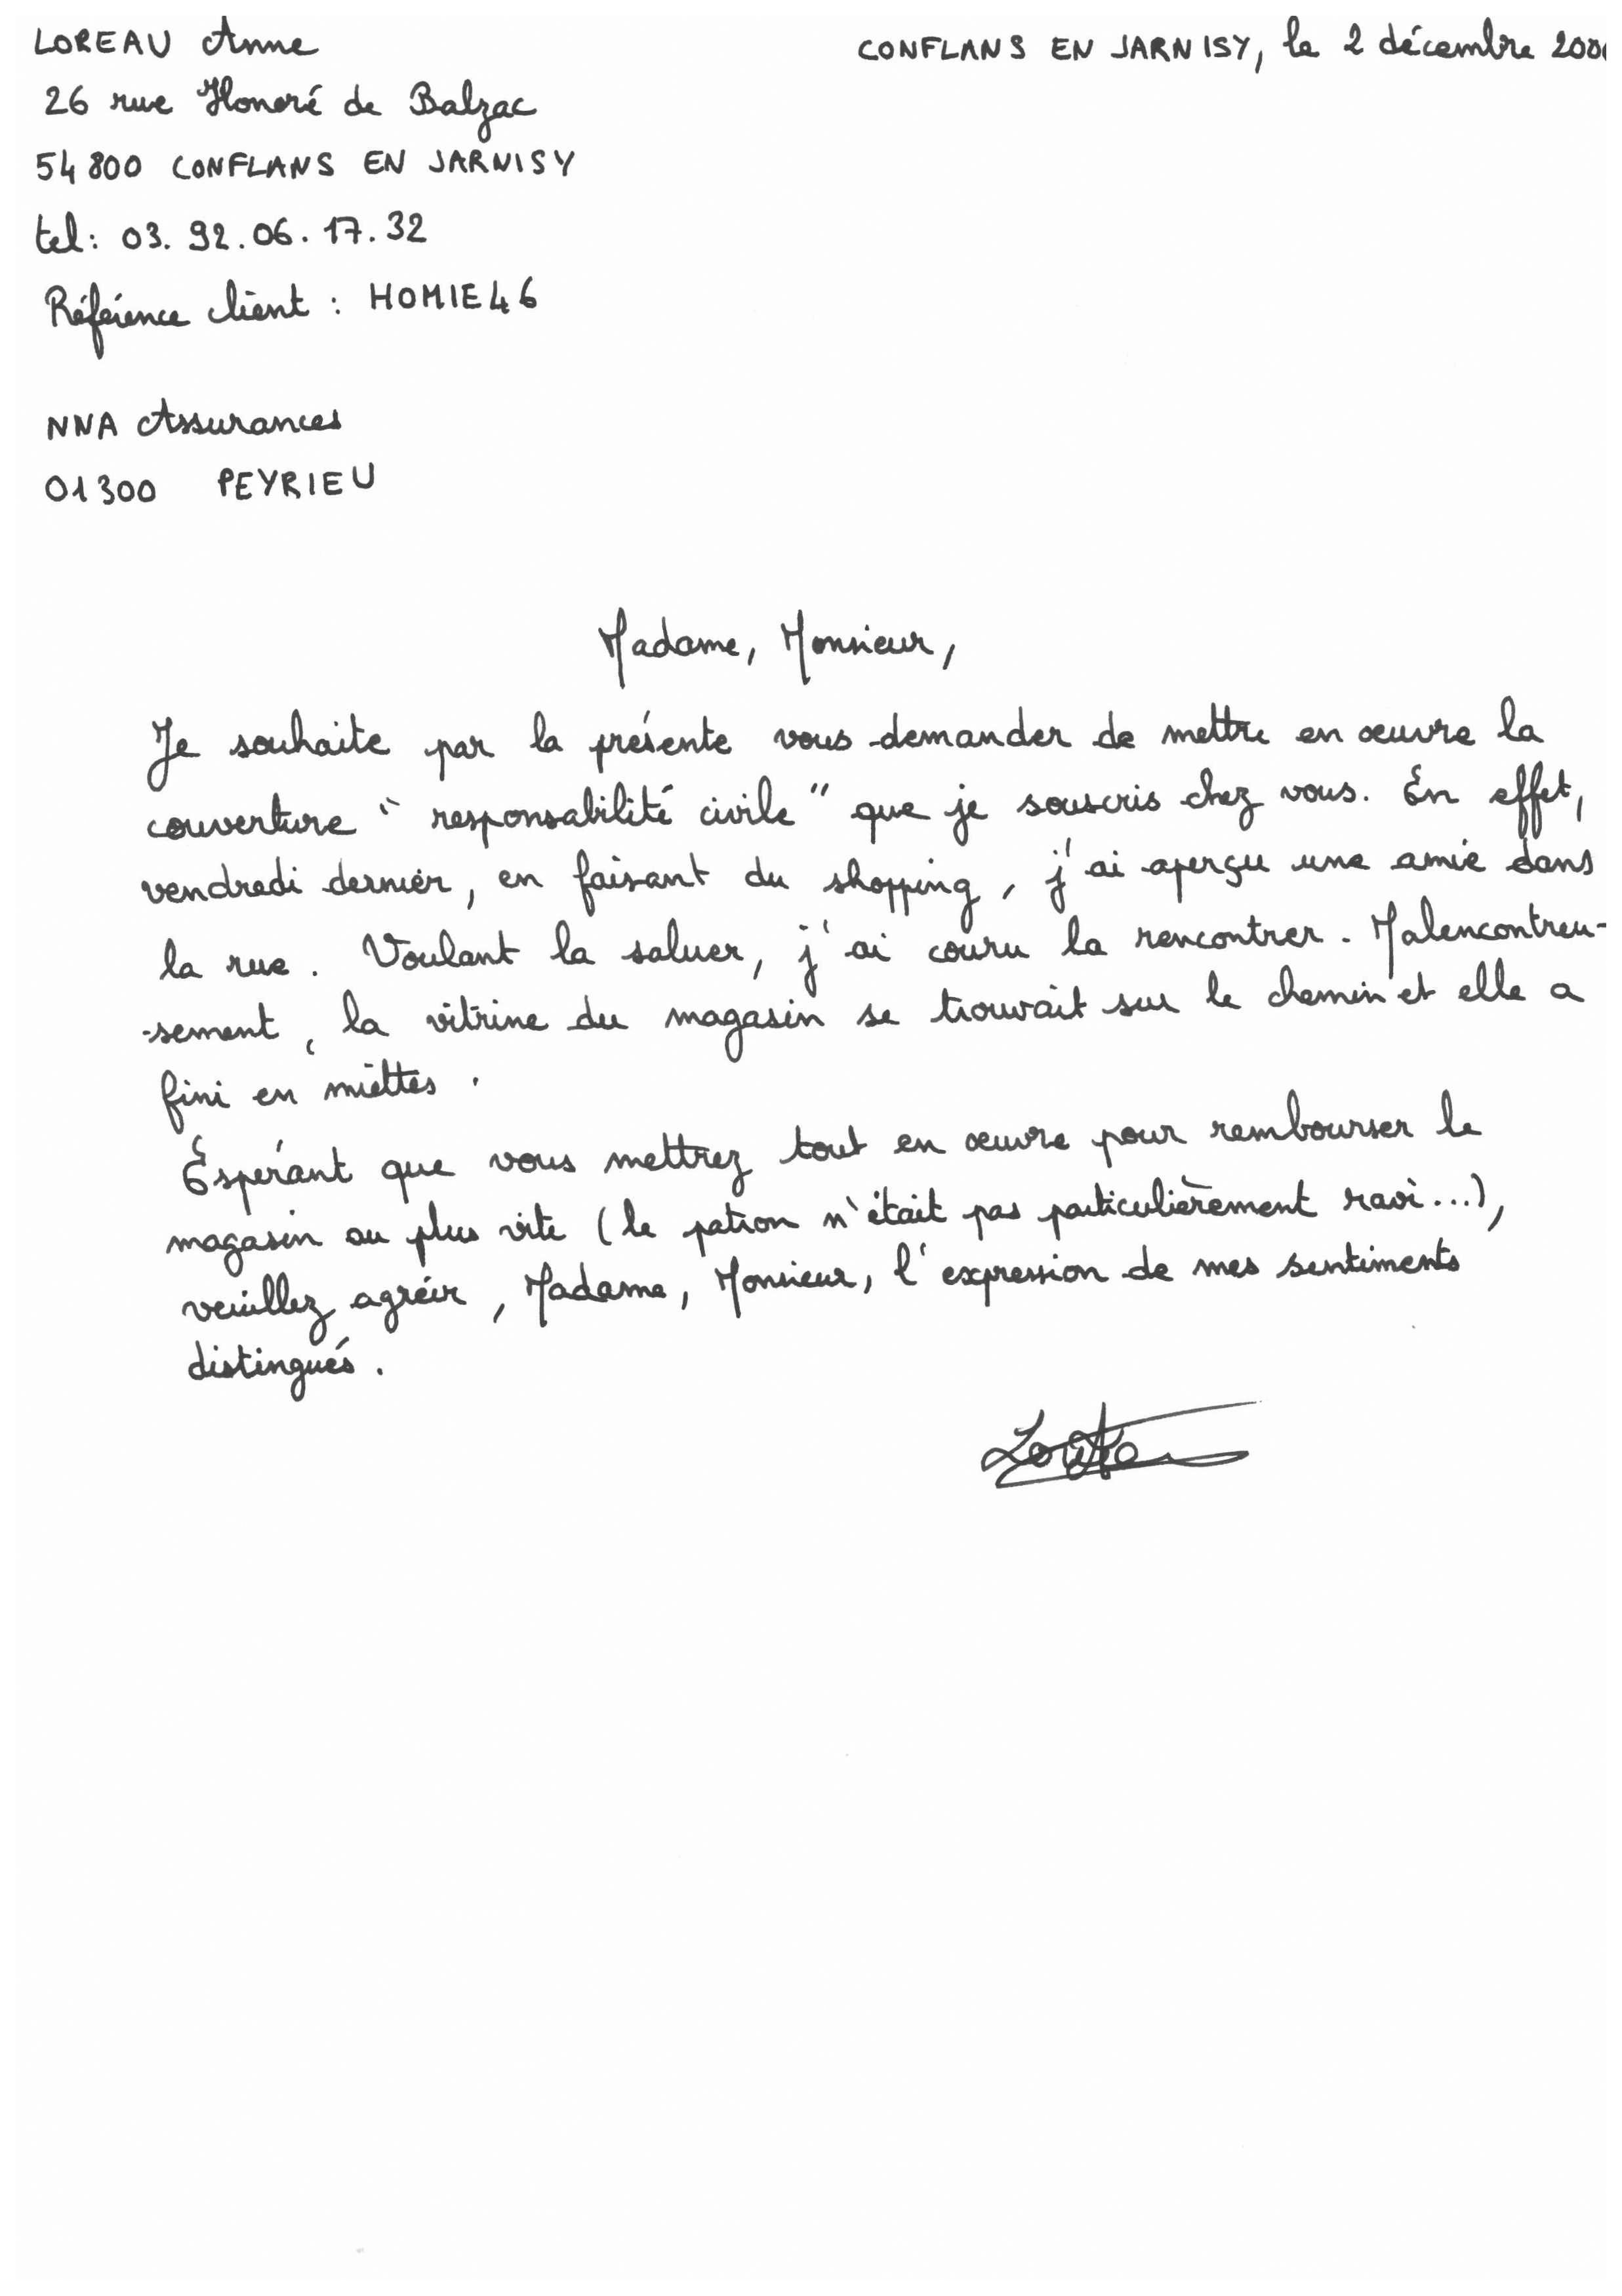 LOREAU Anne
CONFLANS EN JARNISY, le 2 décembre
26 rue Honoré de Balzac
54800 CONFLANS EN JARNISY
tel: 03.92.06.17.32
Référence client : HOMIE46
NNA Assurances
01300 PEYRIEU
Madame, Monsieur,
Je souhaite par la présente vous demander de mettre en œuvre la
couverture "responsabilité civile" que je souscris chez vous. En effet,
vendredi dernier, en faisant du shopping, j'ai aperçu une amie dans
la rue. Voulant la saluer, j'ai couru la rencontrer. Malencontreu-
-sement, la vitrine du magasin se trouvait sur le chemin et elle a
fini en miettes.
Espérant que vous mettrez tout en œuvre pour rembourser le
magasin au plus vite (le patron n'était pas particulièrement ravi...),
veuillez agréer, Madame, Monsieur, l'expression de mes sentiments
distingués.